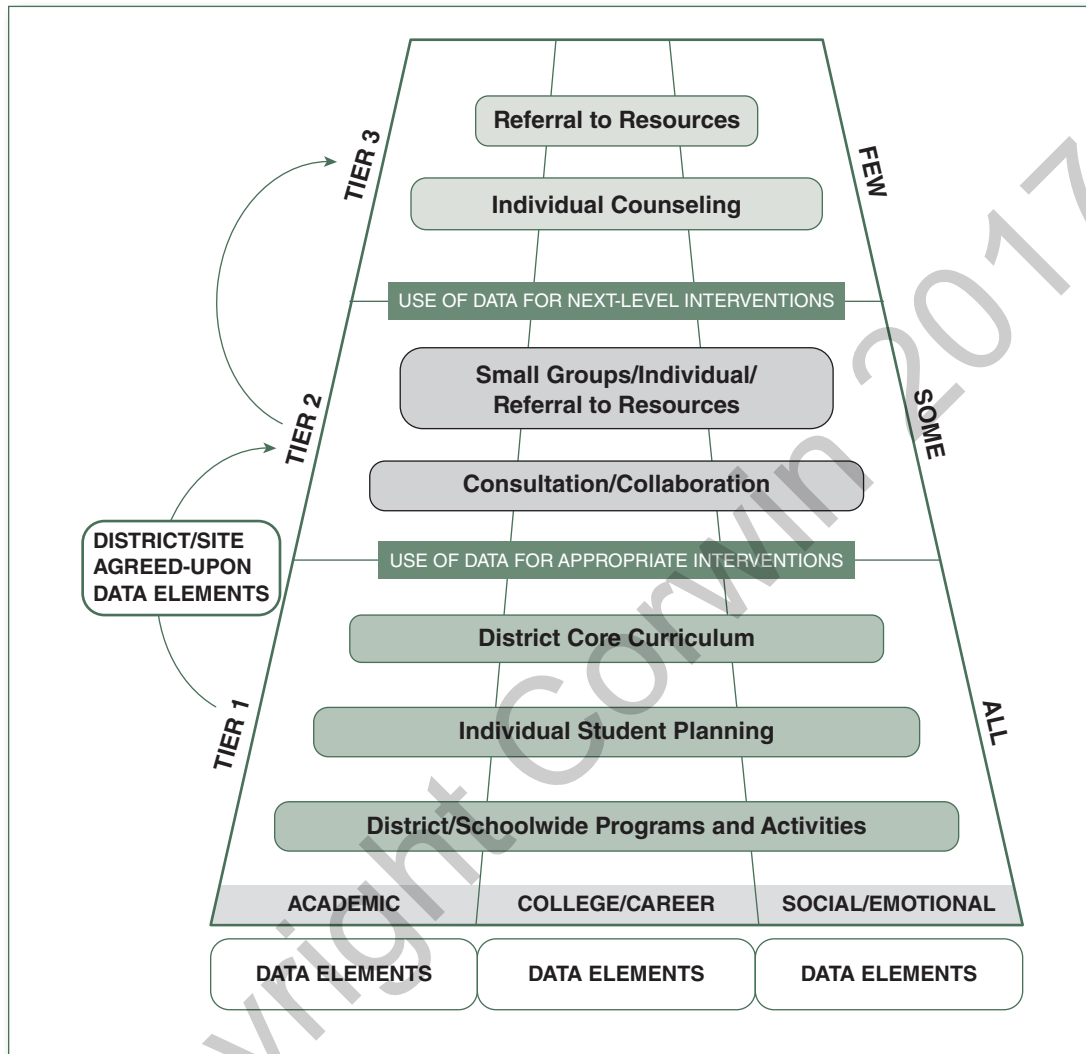 Referral to Resources
TIER 3
FEW
Individual Counseling
USE OF DATA FOR NEXT-LEVEL INTERVENTIONS
Small Groups/Individual/
Referral to Resources
TIER 2
SOME
Consultation/Collaboration
DISTRICT/SITE
AGREED-UPON
DATA ELEMENTS
USE OF DATA FOR APPROPRIATE INTERVENTIONS
District Core Curriculum
TIER 1
ALL
Individual Student Planning
District/Schoolwide Programs and Activities
ACADEMIC
COLLEGE/CAREER
SOCIAL/EMOTIONAL
DATA ELEMENTS
DATA ELEMENTS
DATA ELEMENTS
yright Corwin 2017